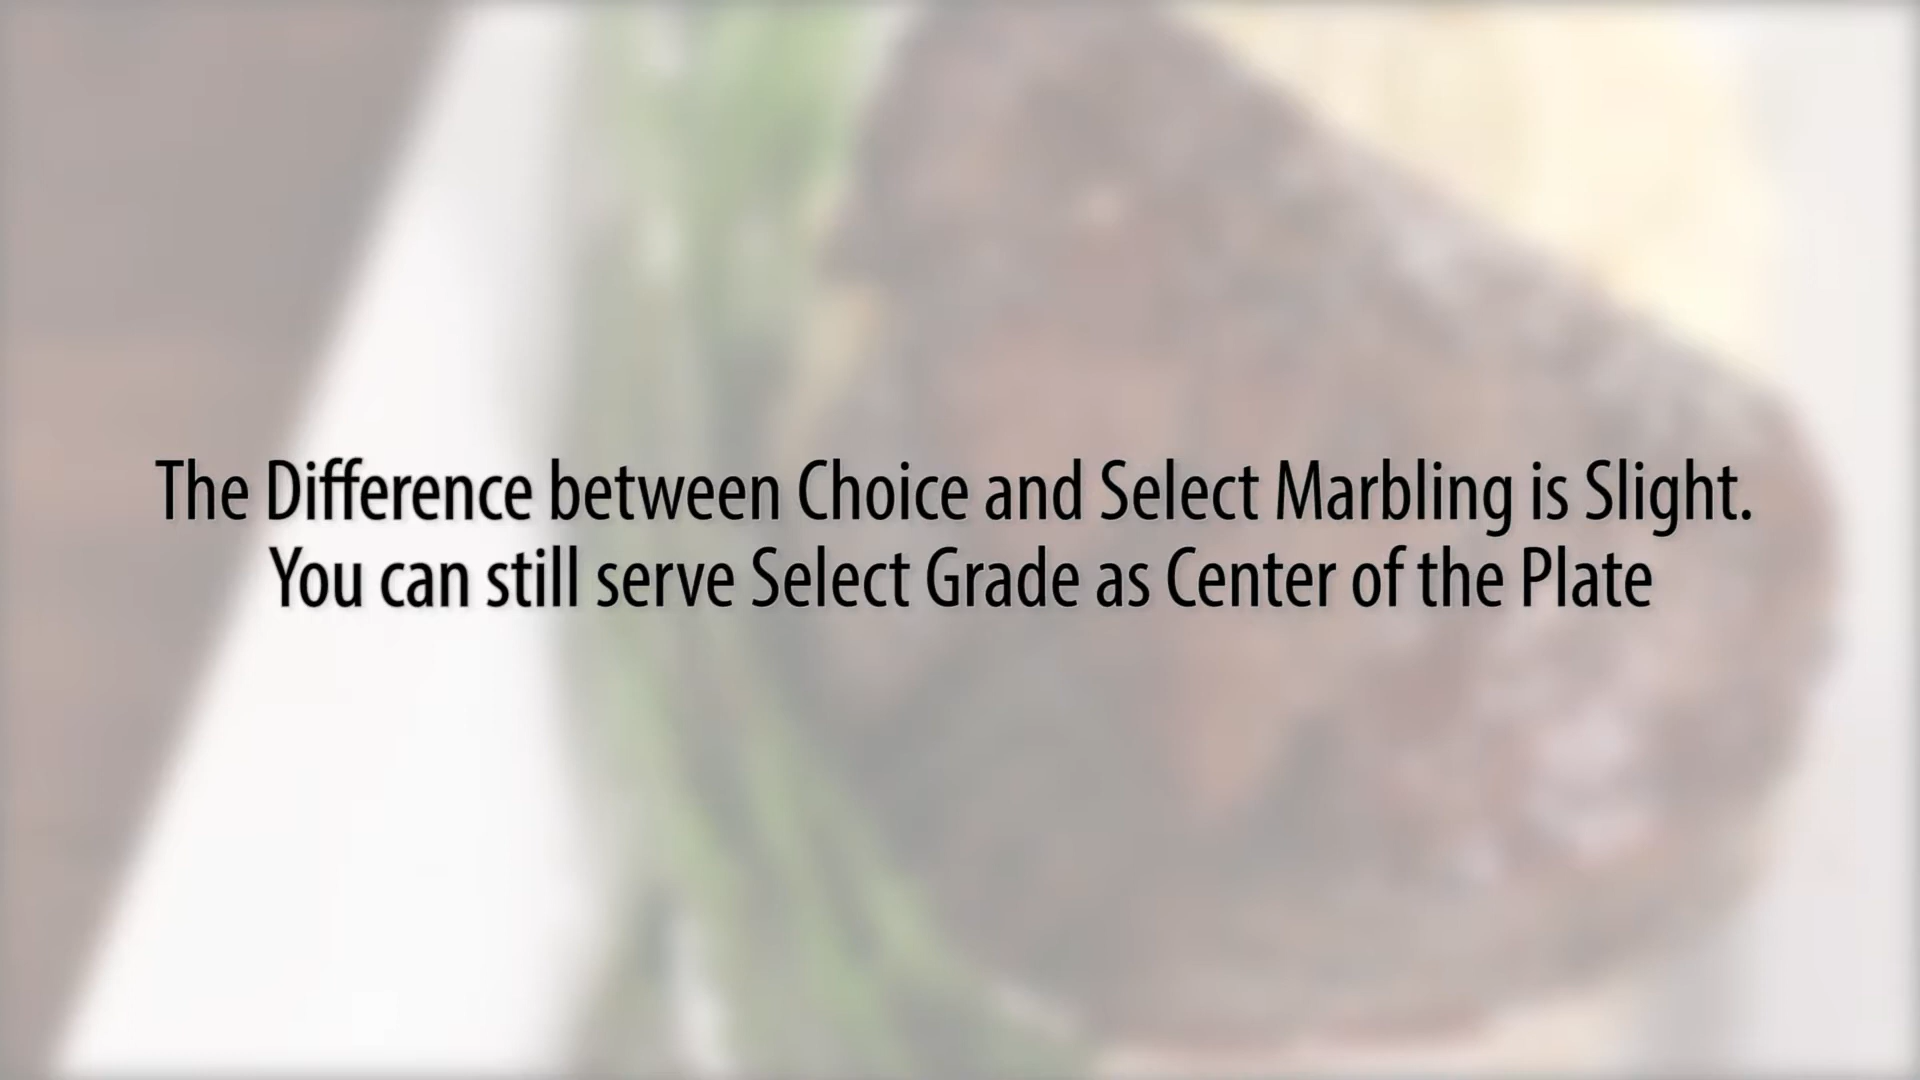 The Difference between Choice and Select Marbling is Slight.
You can still serve Select Grade as Center of the Plate